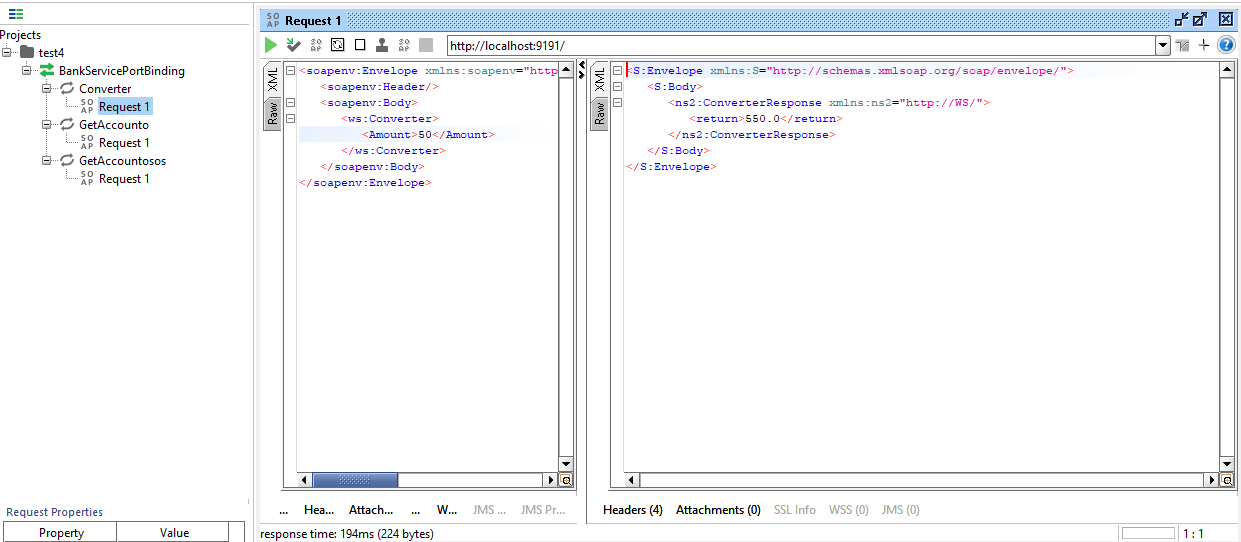 Projects
test4
BankServicePortBinding
Converter
SOAP Request 1
GetAccounto
SOAP Request 1
GetAccountosos
SOAP Request 1
Request Properties
Property Value
SOAP Request 1
http://localhost:9191/
XML
Raw
<soapenv:Envelope xmlns:soapenv="http
<soapenv:Header/>
<soapenv:Body>
<ws:Converter>
<Amount>50</Amount>
</ws:Converter>
</soapenv:Body>
</soapenv:Envelope>
... Hea... Attach... ... W... JMS ... JMS Pr...
XML
Raw
<S:Envelope xmlns:S="http://schemas.xmlsoap.org/soap/envelope/">
<S:Body>
<ns2:ConverterResponse xmlns:ns2="http://WS/">
<return>550.0</return>
</ns2:ConverterResponse>
</S:Body>
</S:Envelope>
Headers (4) Attachments (0) SSL Info WSS (0) JMS (0)
response time: 194ms (224 bytes)
1 : 1